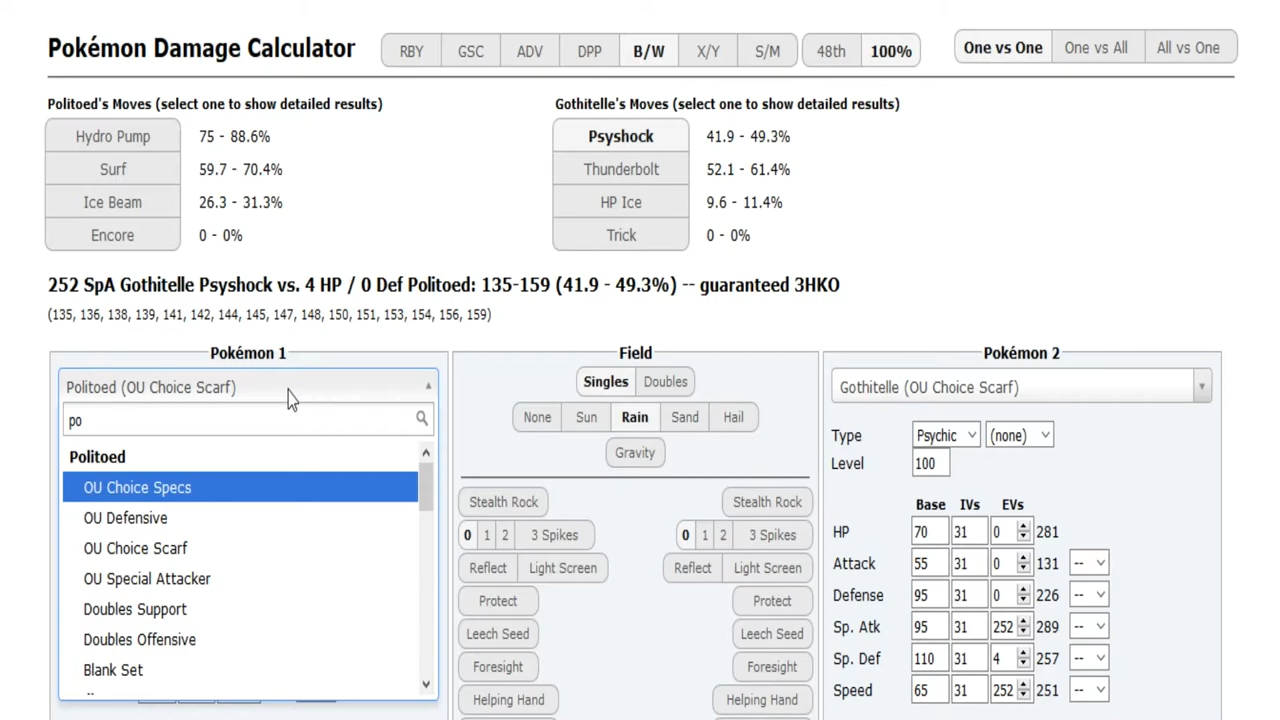 Pokémon Damage Calculator RBY GSC ADV DPP B/W X/Y S/M 48th 100% One vs One One vs All All vs One
Politoed's Moves (select one to show detailed results) Gothitelle's Moves (select one to show detailed results)
Hydro Pump 75 - 88.6% Psyshock 41.9 - 49.3%
Surf 59.7 - 70.4% Thunderbolt 52.1 - 61.4%
Ice Beam 26.3 - 31.3% HP Ice 9.6 - 11.4%
Encore 0 - 0% Trick 0 - 0%
252 SpA Gothitelle Psyshock vs. 4 HP / 0 Def Politoed: 135-159 (41.9 - 49.3%) -- guaranteed 3HKO
(135, 136, 138, 139, 141, 142, 144, 145, 147, 148, 150, 151, 153, 154, 156, 159)
Pokémon 1
Politoed (OU Choice Scarf)
po
Politoed
OU Choice Specs
OU Defensive
OU Choice Scarf
OU Special Attacker
Doubles Support
Doubles Offensive
Blank Set
Field
Singles Doubles
None Sun Rain Sand Hail
Gravity
Stealth Rock Stealth Rock
0 1 2 3 Spikes 0 1 2 3 Spikes
Reflect Light Screen Reflect Light Screen
Protect Protect
Leech Seed Leech Seed
Foresight Foresight
Helping Hand Helping Hand
Pokémon 2
Gothitelle (OU Choice Scarf)
Type Psychic (none)
Level 100
Base IVs EVs
HP 70 31 0 281
Attack 55 31 0 131 --
Defense 95 31 0 226 --
Sp. Atk 95 31 252 289 --
Sp. Def 110 31 4 257 --
Speed 65 31 252 251 --